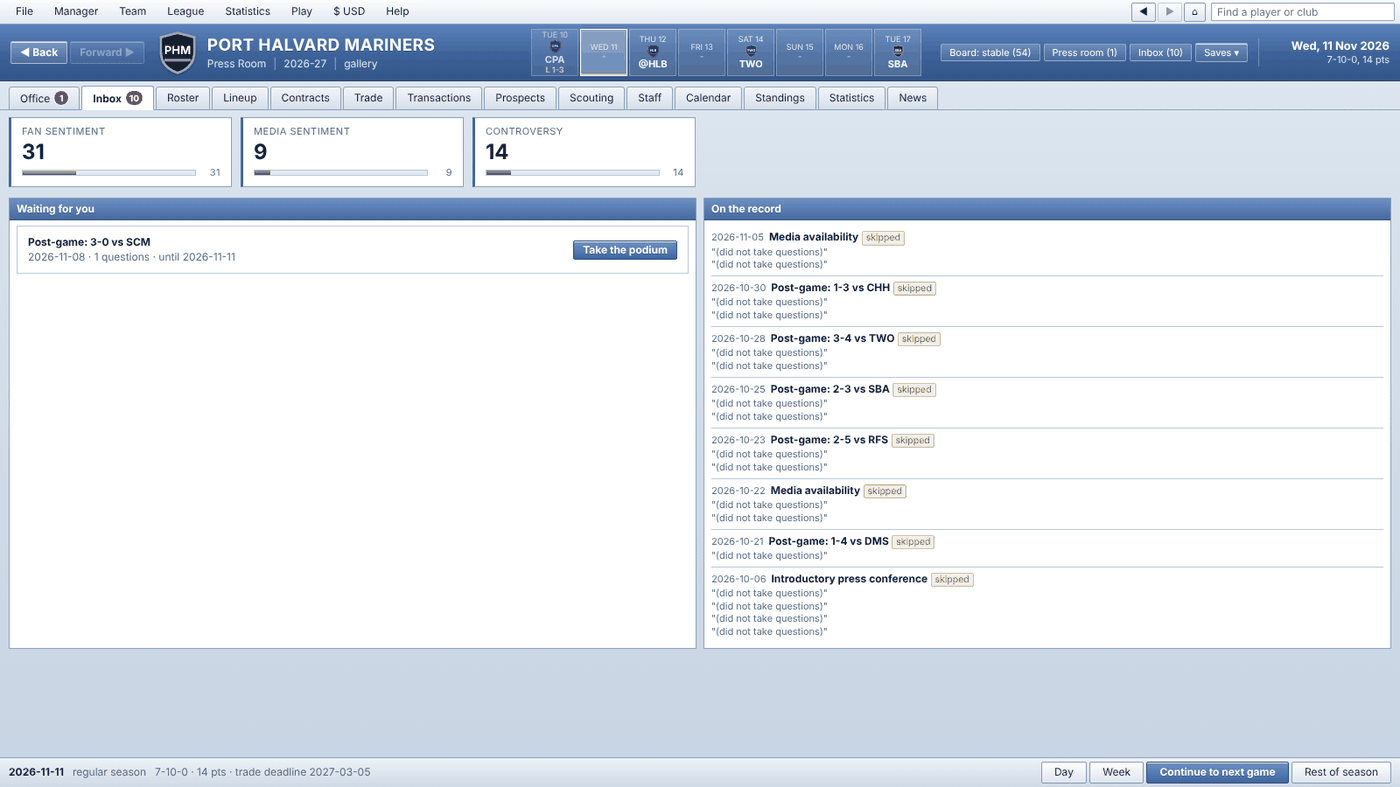 File Manager Team League Statistics Play $ USD Help ◀ ▶ ⌂ Find a player or club
◀ Back Forward ▶ PHM PORT HALVARD MARINERS
Press Room | 2026-27 | gallery
TUE 10 CPA L 1-3
WED 11 -
THU 12 @HLB
FRI 13 -
SAT 14 TWO
SUN 15 -
MON 16 -
TUE 17 SBA
Board: stable (54) Press room (1) Inbox (10) Saves ▾
Wed, 11 Nov 2026
7-10-0, 14 pts
Office 1 Inbox 10 Roster Lineup Contracts Trade Transactions Prospects Scouting Staff Calendar Standings Statistics News
FAN SENTIMENT
31
31
MEDIA SENTIMENT
9
9
CONTROVERSY
14
14
Waiting for you
Post-game: 3-0 vs SCM
2026-11-08 · 1 questions · until 2026-11-11
Take the podium
On the record
2026-11-05 Media availability skipped
"(did not take questions)"
"(did not take questions)"
2026-10-30 Post-game: 1-3 vs CHH skipped
"(did not take questions)"
"(did not take questions)"
2026-10-28 Post-game: 3-4 vs TWO skipped
"(did not take questions)"
"(did not take questions)"
2026-10-25 Post-game: 2-3 vs SBA skipped
"(did not take questions)"
"(did not take questions)"
2026-10-23 Post-game: 2-5 vs RFS skipped
"(did not take questions)"
"(did not take questions)"
2026-10-22 Media availability skipped
"(did not take questions)"
"(did not take questions)"
2026-10-21 Post-game: 1-4 vs DMS skipped
"(did not take questions)"
2026-10-06 Introductory press conference skipped
"(did not take questions)"
"(did not take questions)"
"(did not take questions)"
"(did not take questions)"
2026-11-11 regular season 7-10-0 · 14 pts · trade deadline 2027-03-05
Day Week Continue to next game Rest of season